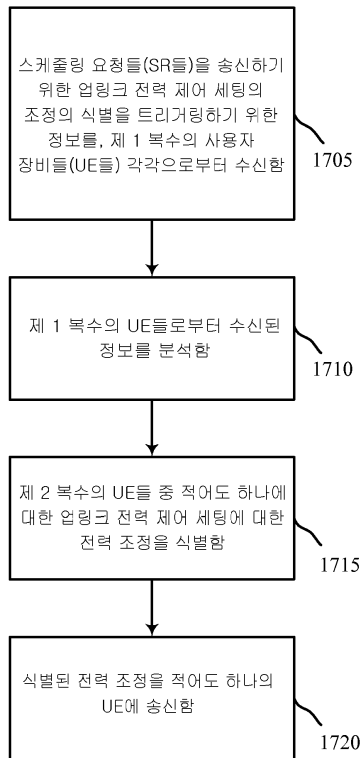 스케줄링 요청들(SR들)을 송신하기
위한 업링크 전력 제어 세팅의
조정의 식별을 트리거링하기 위한
정보를, 제 1 복수의 사용자
장비들(UE들) 각각으로부터 수신함
1705
제 1 복수의 UE들로부터 수신된
정보를 분석함
1710
제 2 복수의 UE들 중 적어도 하나에
대한 업링크 전력 제어 세팅에 대한
전력 조정을 식별함
1715
식별된 전력 조정을 적어도 하나의
UE에 송신함
1720